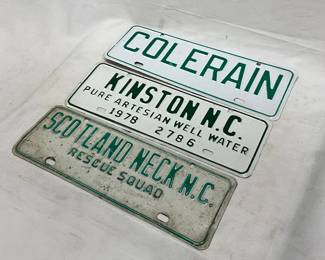 COLERAIN
KINSTON N.C.
PURE ARTESIAN WELL WATER
1978 2786
SCOTLAND NECK N.C.
RESCUE SQUAD